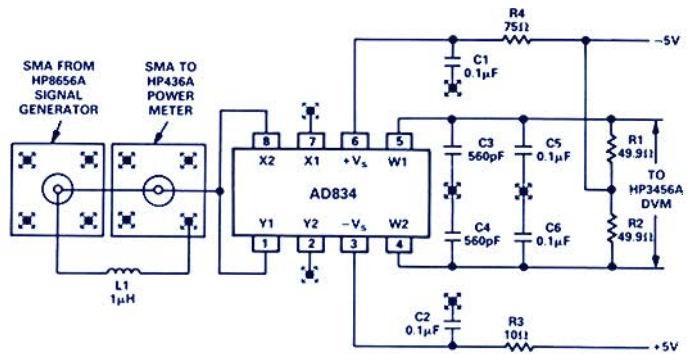 R4
75Ω
−5V
SMA FROM
HP8656A
SIGNAL
GENERATOR
SMA TO
HP436A
POWER
METER
C1
0.1µF
8 7 6 5
X2 X1 +VS W1
AD834
Y1 Y2 −VS W2
1 2 3 4
C3
560pF
C5
0.1µF
R1
49.9Ω
TO
HP3456A
DVM
C4
560pF
C6
0.1µF
R2
49.9Ω
L1
1µH
C2
0.1µF
R3
10Ω
+5V